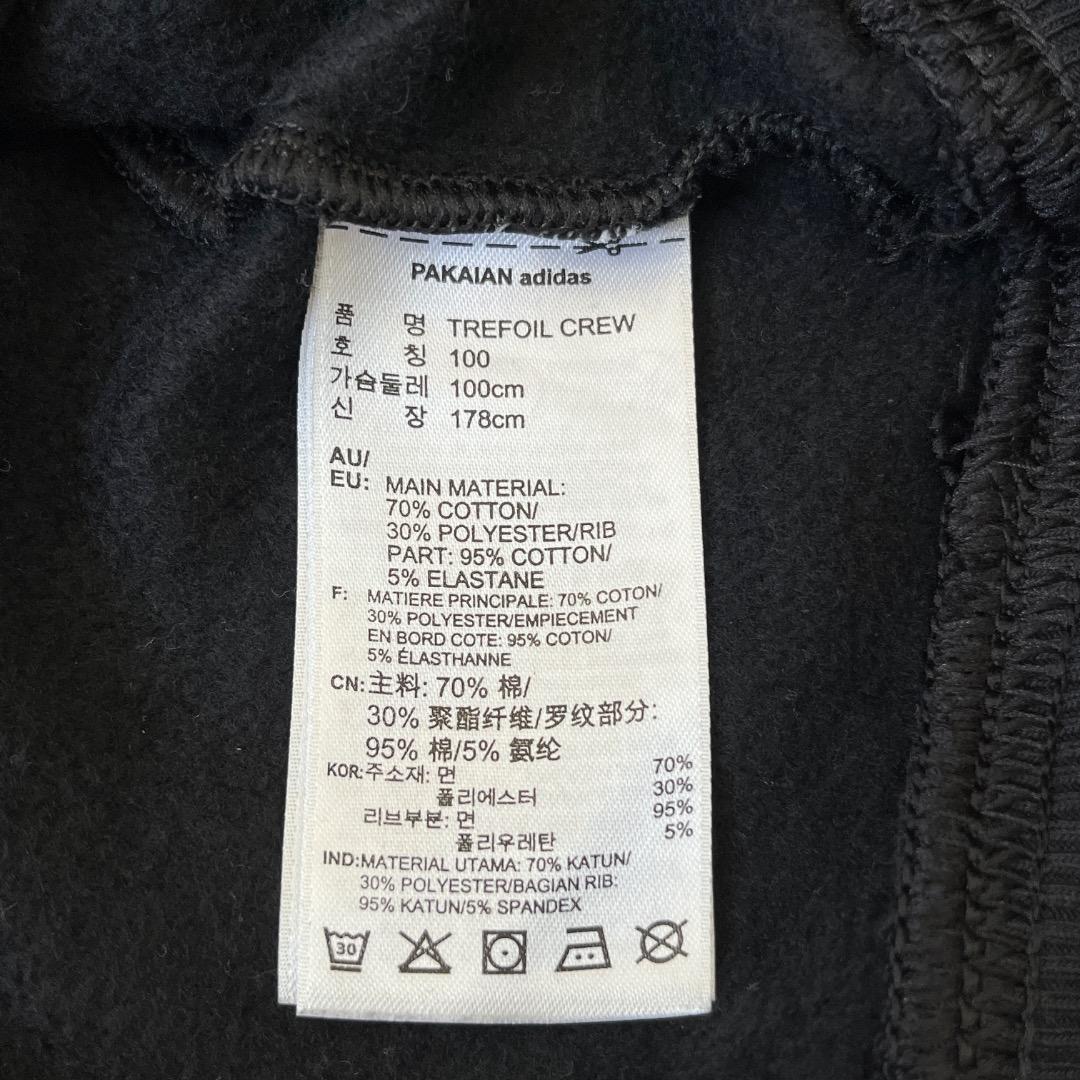 PAKAIAN adidas
품 명 TREFOIL CREW
호 칭 100
가슴둘레 100cm
신 장 178cm
AU/
EU: MAIN MATERIAL:
70% COTTON/
30% POLYESTER/RIB
PART: 95% COTTON/
5% ELASTANE
F: MATIERE PRINCIPALE: 70% COTON/
30% POLYESTER/EMPIECEMENT
EN BORD COTE: 95% COTON/
5% ÉLASTHANNE
CN: 主料: 70% 棉/
30% 聚酯纤维/罗纹部分:
95% 棉/5% 氨纶
KOR: 주소재: 면 70%
폴리에스터 30%
리브부분: 면 95%
폴리우레탄 5%
IND: MATERIAL UTAMA: 70% KATUN/
30% POLYESTER/BAGIAN RIB:
95% KATUN/5% SPANDEX
30